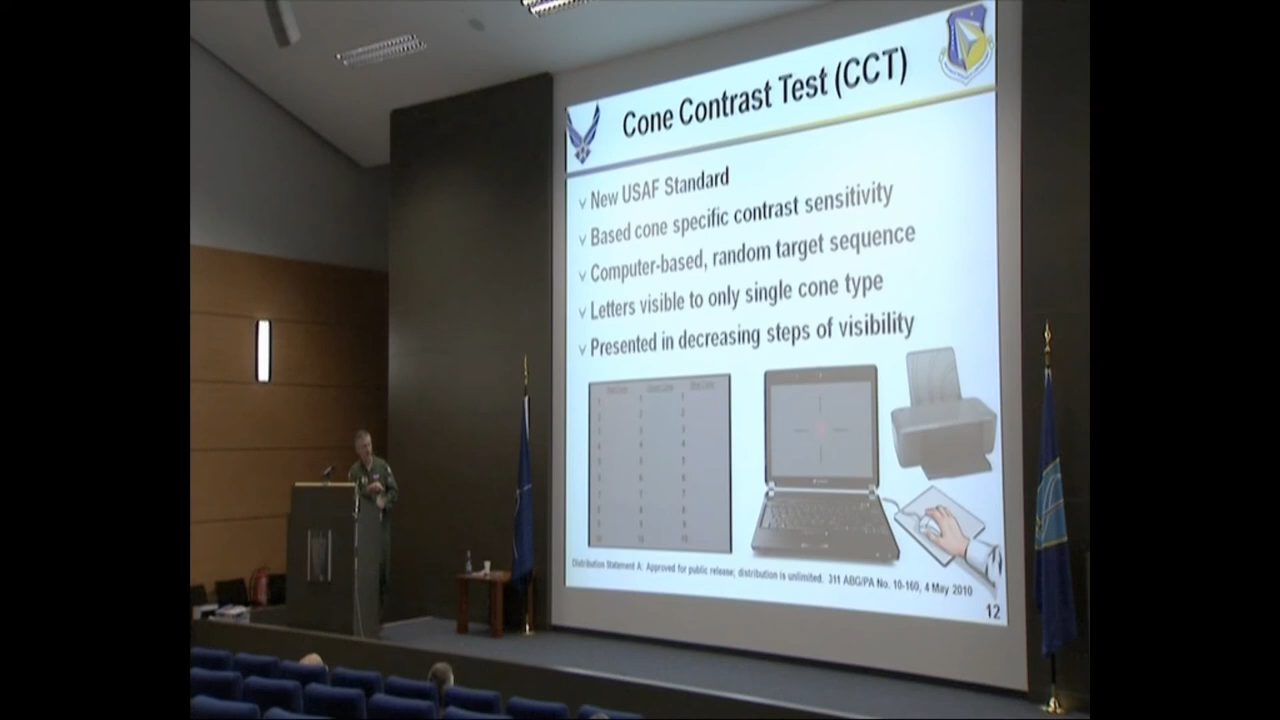 Cone Contrast Test (CCT)
New USAF Standard
Based cone specific contrast sensitivity
Computer-based, random target sequence
Letters visible to only single cone type
Presented in decreasing steps of visibility
Distribution Statement A: Approved for public release; distribution is unlimited. 311 ABG/PA No. 10-160, 4 May 2010
12